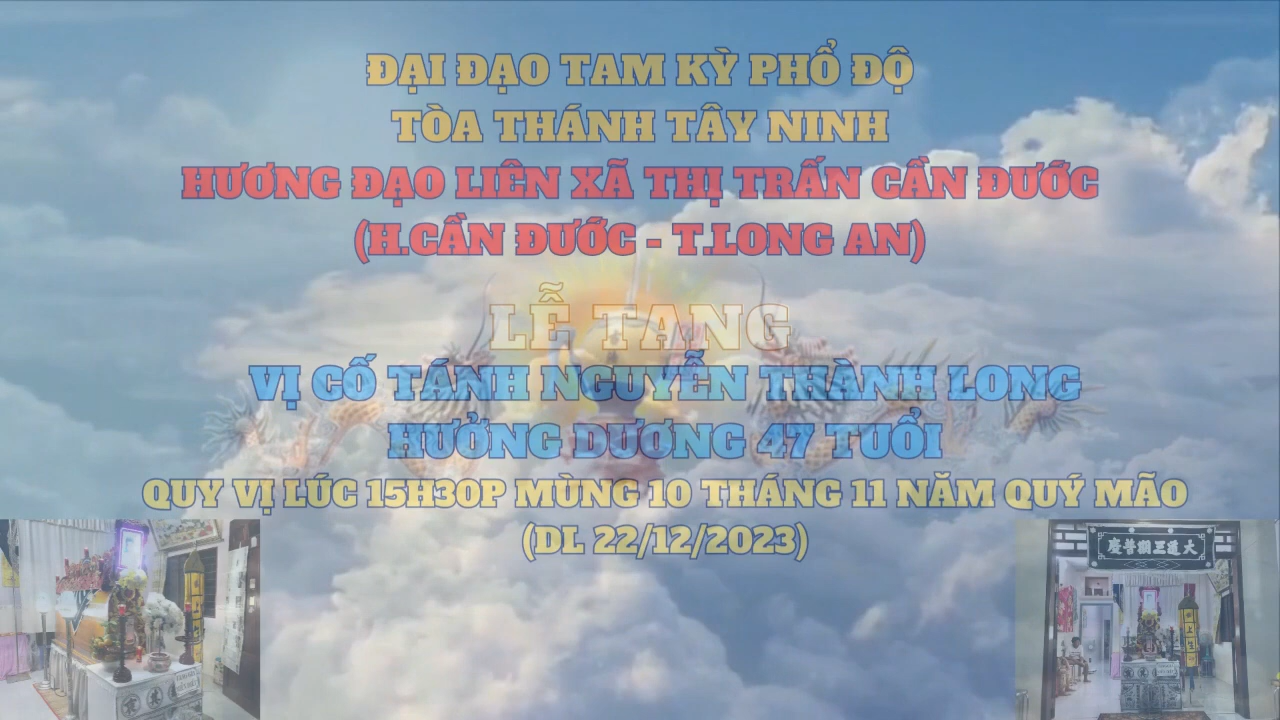 ĐẠI ĐẠO TAM KỲ PHỔ ĐỘ
TÒA THÁNH TÂY NINH
HƯƠNG ĐẠO LIÊN XÃ THỊ TRẤN CẦN ĐƯỚC
(H.CẦN ĐƯỚC - T.LONG AN)
LỄ TANG
VỊ CỐ TÁNH NGUYỄN THÀNH LONG
HƯỞNG DƯƠNG 47 TUỔI
QUY VỊ LÚC 15H30P MÙNG 10 THÁNG 11 NĂM QUÝ MÃO
(DL 22/12/2023)
度普期三道大